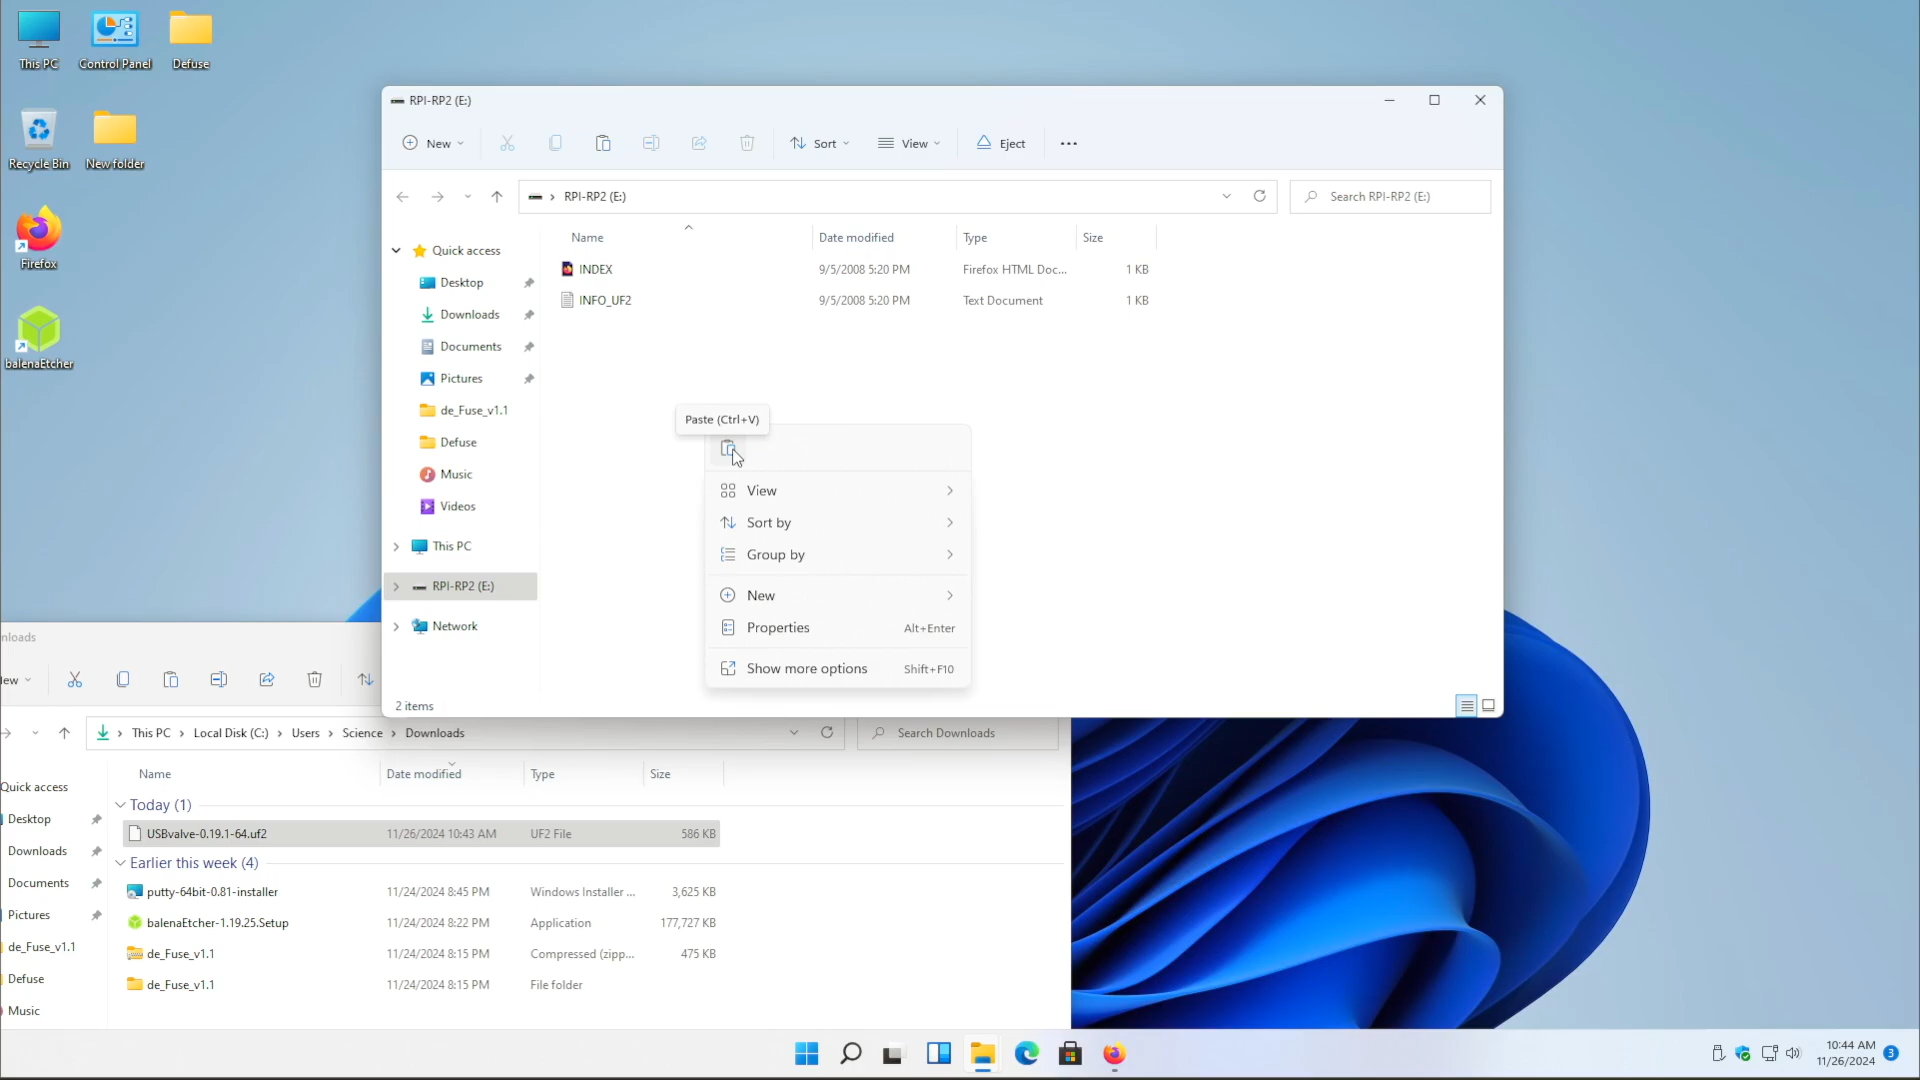 This PC
Control Panel
Defuse
Recycle Bin
New folder
Firefox
balenaEtcher
RPI-RP2 (E:)
New
Sort
View
Eject
RPI-RP2 (E:)
Search RPI-RP2 (E:)
Name
Date modified
Type
Size
INDEX
9/5/2008 5:20 PM
Firefox HTML Doc...
1 KB
INFO_UF2
9/5/2008 5:20 PM
Text Document
1 KB
Quick access
Desktop
Downloads
Documents
Pictures
de_Fuse_v1.1
Defuse
Music
Videos
This PC
RPI-RP2 (E:)
Network
2 items
Paste (Ctrl+V)
View
Sort by
Group by
New
Properties Alt+Enter
Show more options Shift+F10
nloads
ew
This PC > Local Disk (C:) > Users > Science > Downloads
Search Downloads
Name
Date modified
Type
Size
Quick access
Desktop
Downloads
Documents
Pictures
de_Fuse_v1.1
Defuse
Music
Today (1)
USBvalve-0.19.1-64.uf2 11/26/2024 10:43 AM UF2 File 586 KB
Earlier this week (4)
putty-64bit-0.81-installer 11/24/2024 8:45 PM Windows Installer ... 3,625 KB
balenaEtcher-1.19.25.Setup 11/24/2024 8:22 PM Application 177,727 KB
de_Fuse_v1.1 11/24/2024 8:15 PM Compressed (zipp... 475 KB
de_Fuse_v1.1 11/24/2024 8:15 PM File folder
10:44 AM
11/26/2024
3